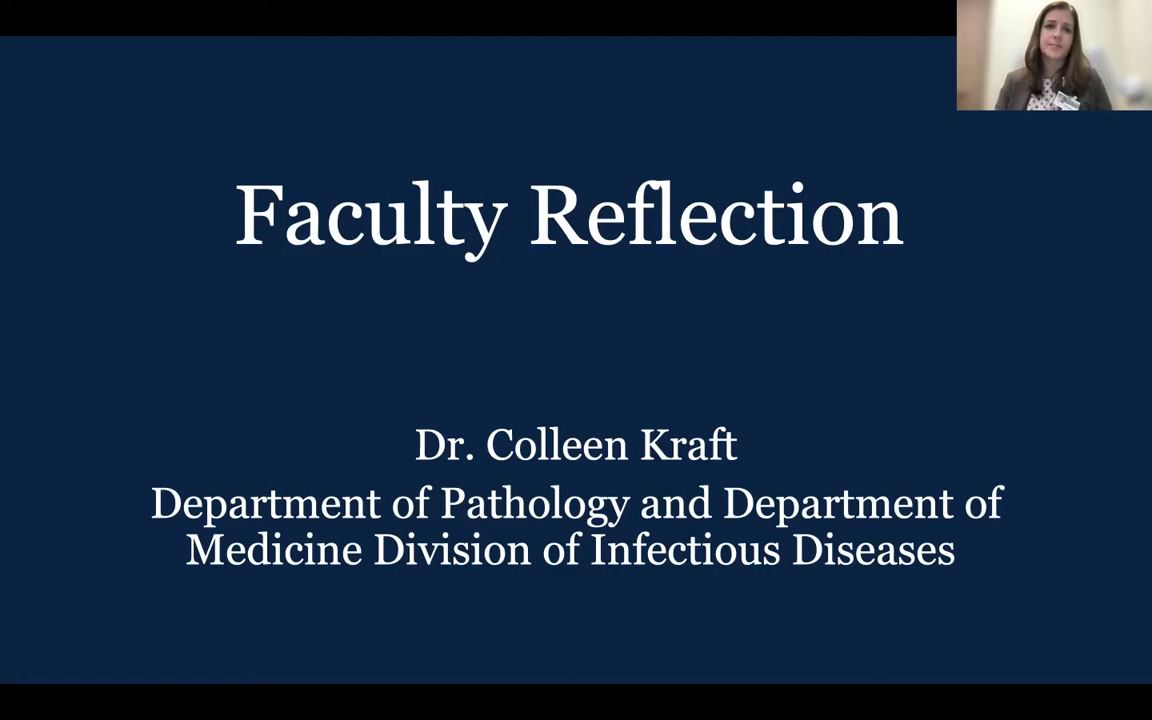 Faculty Reflection
Dr. Colleen Kraft
Department of Pathology and Department of
Medicine Division of Infectious Diseases